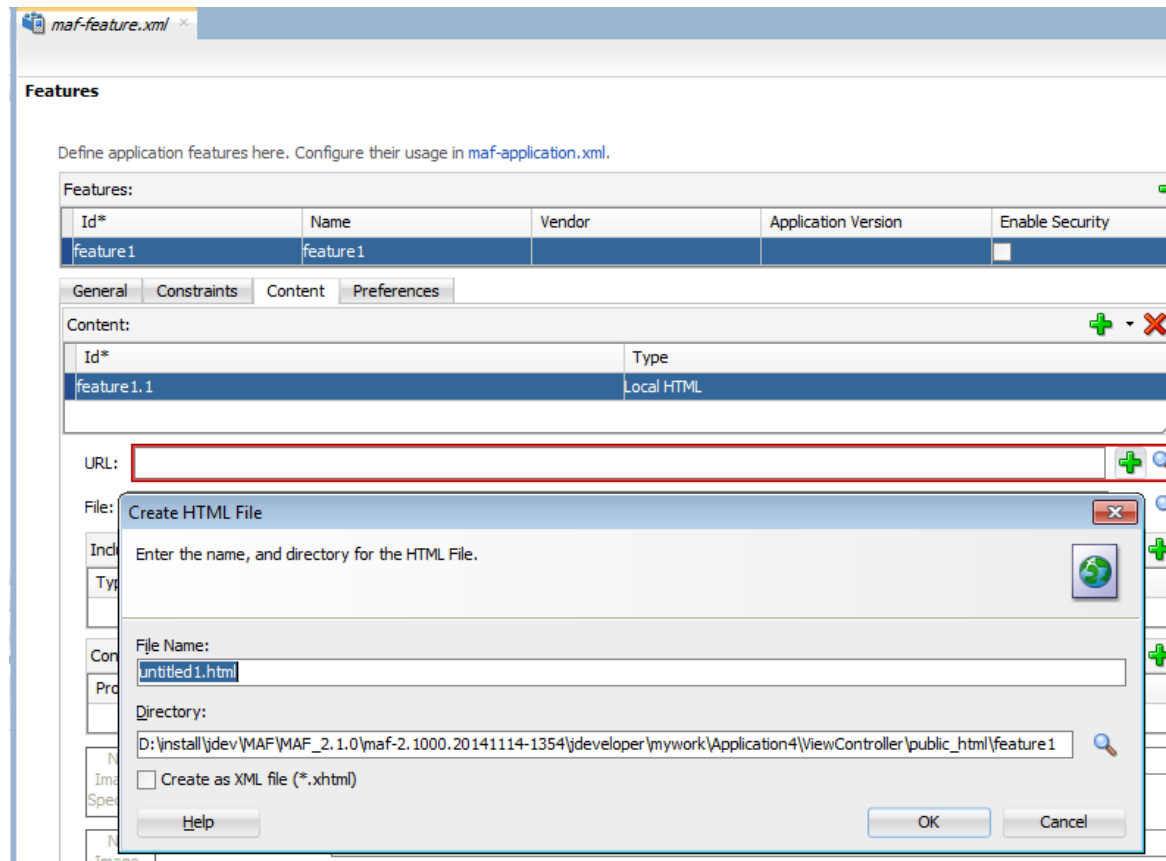 maf-feature.xml
Features
Define application features here. Configure their usage in maf-application.xml.
Features:
Id* Name Vendor Application Version Enable Security
feature1 feature1
General Constraints Content Preferences
Content:
Id* Type
feature1.1 Local HTML
URL:
File:
Create HTML File
Enter the name, and directory for the HTML File.
File Name:
untitled1.html
Directory:
D:\install\jdev\MAF\MAF_2.1.0\maf-2.1000.20141114-1354\jdeveloper\mywork\Application4\ViewController\public_html\feature1
Create as XML file (*.xhtml)
Help OK Cancel